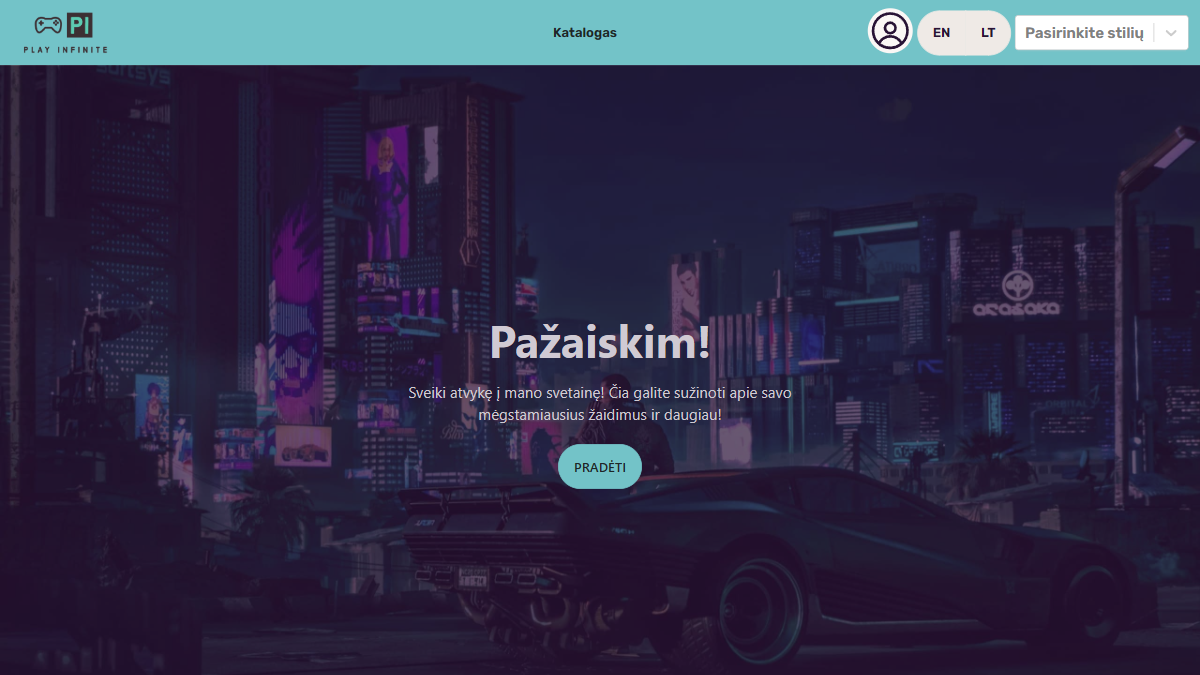 PI
PLAY INFINITE
Katalogas
EN
LT
Pasirinkite stilių
arasaka
Pažaiskim!
Sveiki atvykę į mano svetainę! Čia galite sužinoti apie savo
mėgstamiausius žaidimus ir daugiau!
PRADĖTI